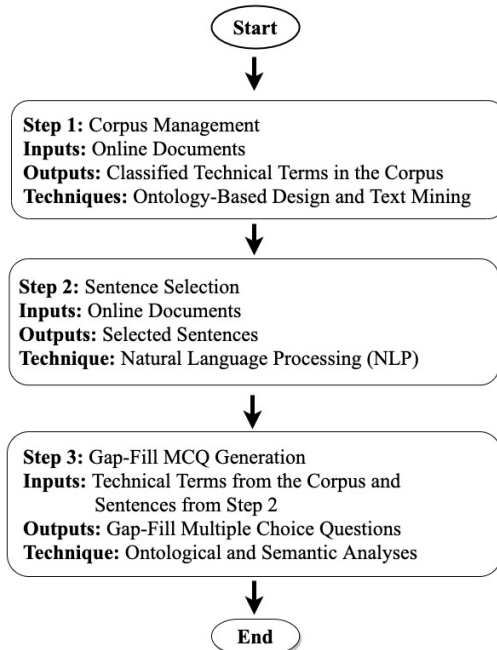 Start
Step 1: Corpus Management
Inputs: Online Documents
Outputs: Classified Technical Terms in the Corpus
Techniques: Ontology-Based Design and Text Mining
Step 2: Sentence Selection
Inputs: Online Documents
Outputs: Selected Sentences
Technique: Natural Language Processing (NLP)
Step 3: Gap-Fill MCQ Generation
Inputs: Technical Terms from the Corpus and
Sentences from Step 2
Outputs: Gap-Fill Multiple Choice Questions
Technique: Ontological and Semantic Analyses
End